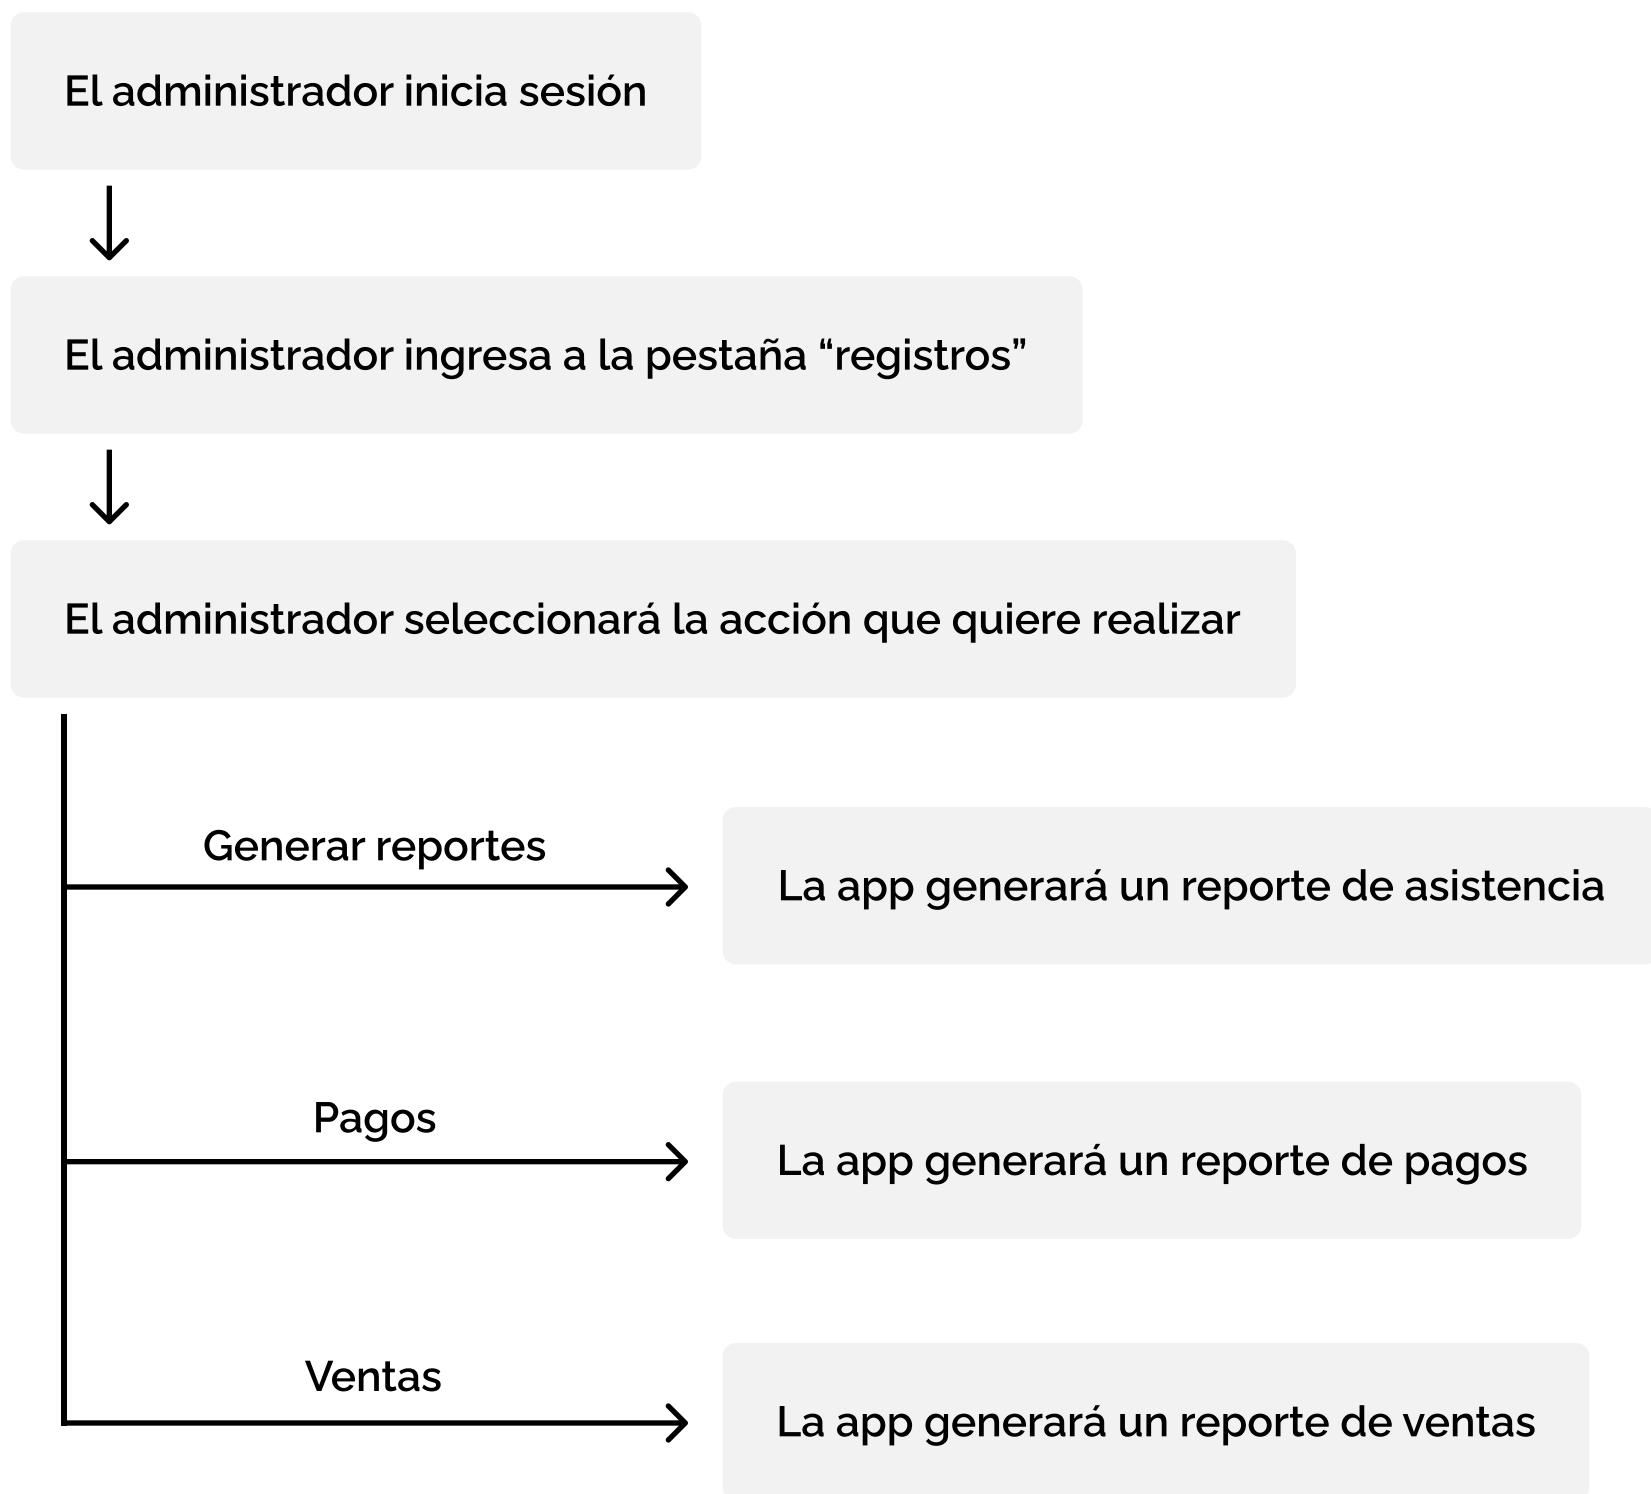 El administrador inicia sesión
El administrador ingresa a la pestaña “registros”
El administrador seleccionará la acción que quiere realizar
Generar reportes
La app generará un reporte de asistencia
Pagos
La app generará un reporte de pagos
Ventas
La app generará un reporte de ventas